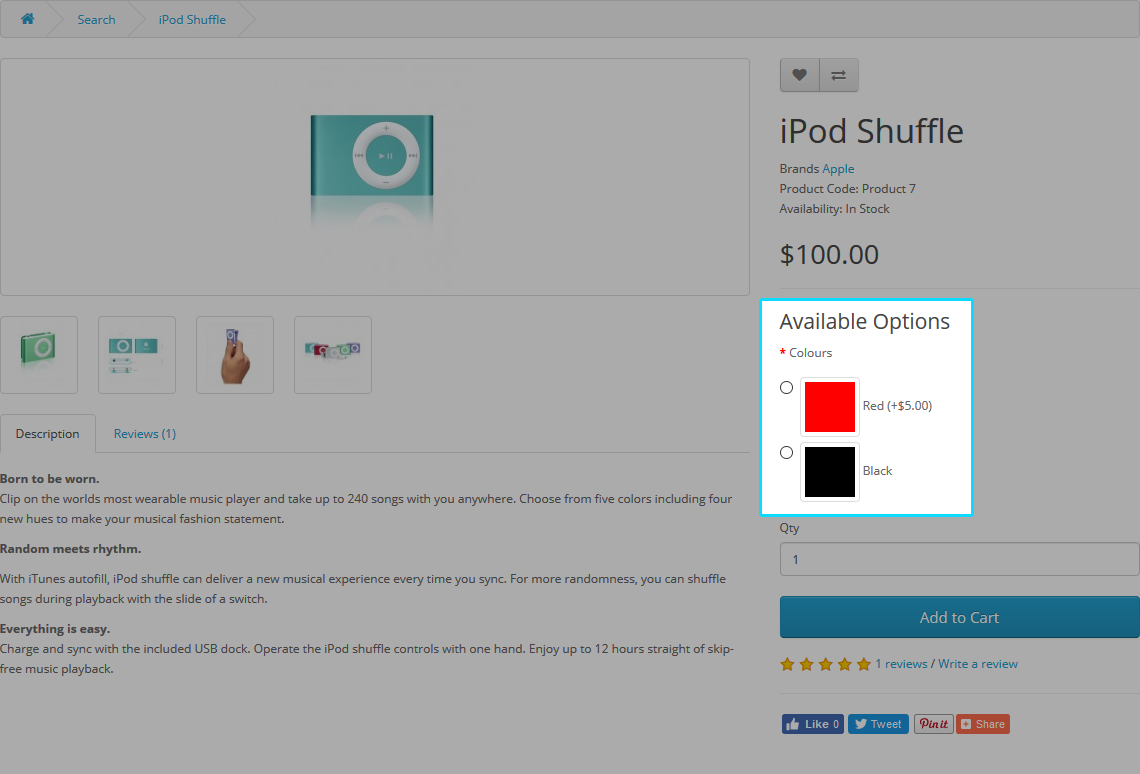 Search
iPod Shuffle
iPod Shuffle
Brands Apple
Product Code: Product 7
Availability: In Stock
$100.00
Available Options
* Colours
Red (+$5.00)
Black
Qty
1
Add to Cart
1 reviews / Write a review
Like 0
Tweet
Pin it
Share
Description
Reviews (1)
Born to be worn.
Clip on the worlds most wearable music player and take up to 240 songs with you anywhere. Choose from five colors including four
new hues to make your musical fashion statement.
Random meets rhythm.
With iTunes autofill, iPod shuffle can deliver a new musical experience every time you sync. For more randomness, you can shuffle
songs during playback with the slide of a switch.
Everything is easy.
Charge and sync with the included USB dock. Operate the iPod shuffle controls with one hand. Enjoy up to 12 hours straight of skip-
free music playback.